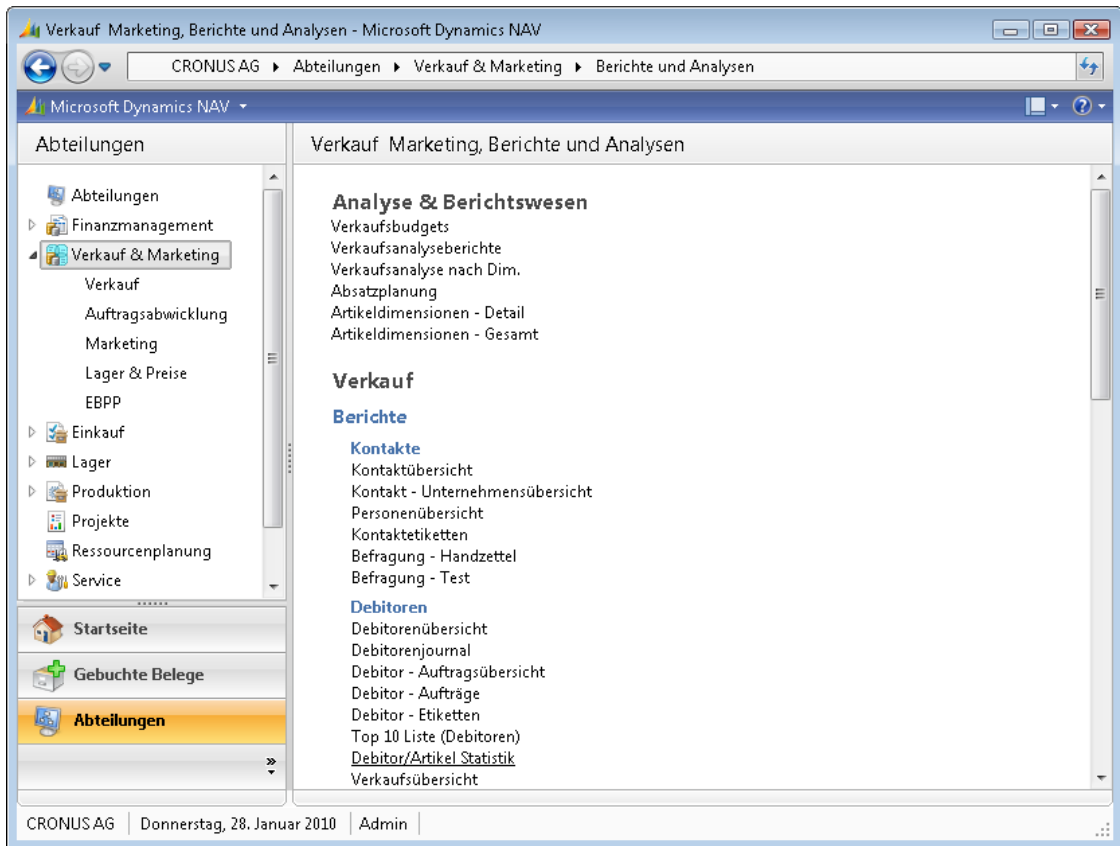 Verkauf  Marketing, Berichte und Analysen - Microsoft Dynamics NAV
CRONUS AG ▸ Abteilungen ▸ Verkauf & Marketing ▸ Berichte und Analysen
Microsoft Dynamics NAV
Abteilungen
Abteilungen
Finanzmanagement
Verkauf & Marketing
Verkauf
Auftragsabwicklung
Marketing
Lager & Preise
EBPP
Einkauf
Lager
Produktion
Projekte
Ressourcenplanung
Service
Startseite
Gebuchte Belege
Abteilungen
Verkauf  Marketing, Berichte und Analysen
Analyse & Berichtswesen
Verkaufsbudgets
Verkaufsanalyseberichte
Verkaufsanalyse nach Dim.
Absatzplanung
Artikeldimensionen - Detail
Artikeldimensionen - Gesamt
Verkauf
Berichte
Kontakte
Kontaktübersicht
Kontakt - Unternehmensübersicht
Personenübersicht
Kontaktetiketten
Befragung - Handzettel
Befragung - Test
Debitoren
Debitorenübersicht
Debitorenjournal
Debitor - Auftragsübersicht
Debitor - Aufträge
Debitor - Etiketten
Top 10 Liste (Debitoren)
Debitor/Artikel Statistik
Verkaufsübersicht
CRONUS AG
Donnerstag, 28. Januar 2010
Admin